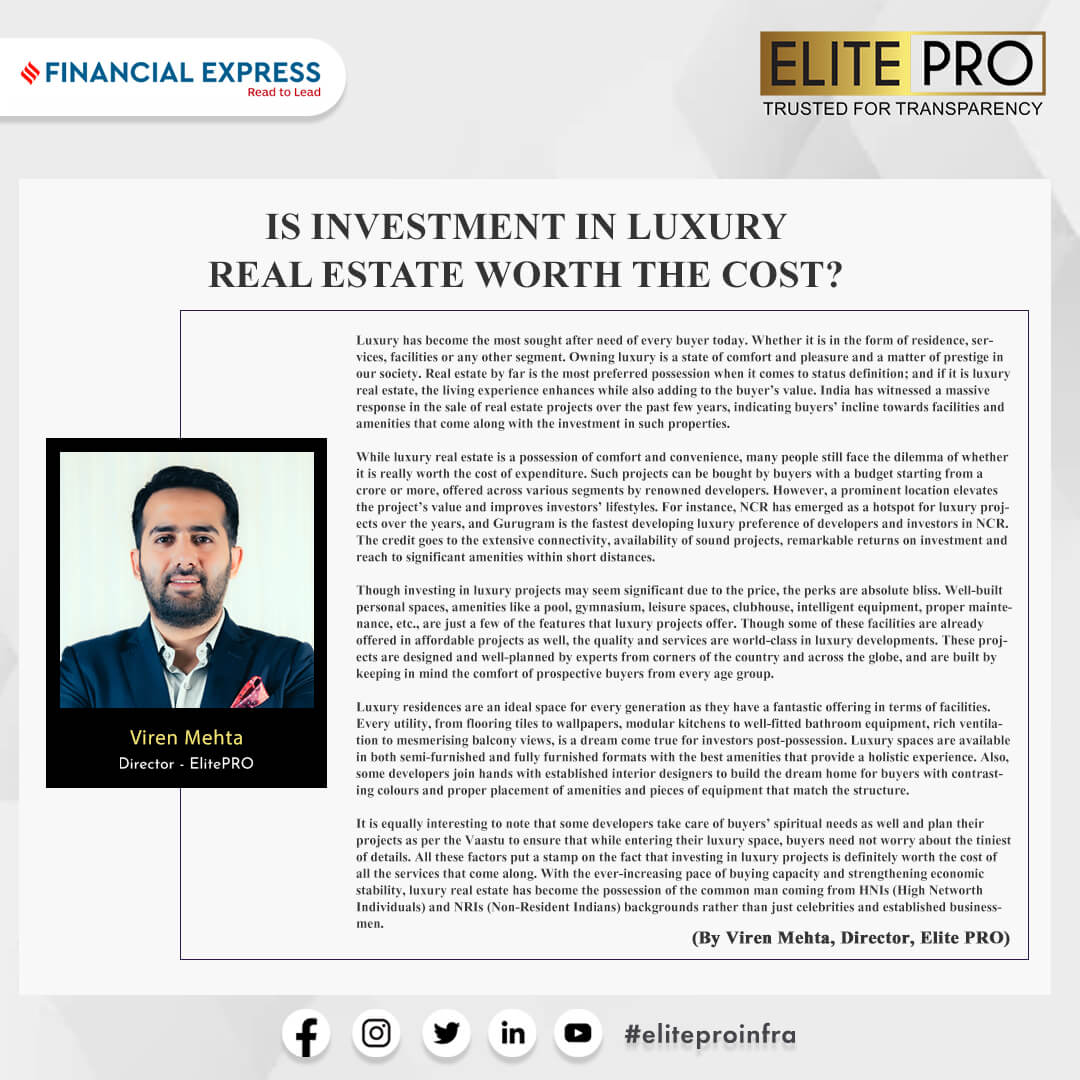 FINANCIAL EXPRESS
Read to Lead
ELITE PRO
TRUSTED FOR TRANSPARENCY
IS INVESTMENT IN LUXURY
REAL ESTATE WORTH THE COST?
Luxury has become the most sought after need of every buyer today. Whether it is in the form of residence, ser-
vices, facilities or any other segment. Owning luxury is a state of comfort and pleasure and a matter of prestige in
our society. Real estate by far is the most preferred possession when it comes to status definition; and if it is luxury
real estate, the living experience enhances while also adding to the buyer's value. India has witnessed a massive
response in the sale of real estate projects over the past few years, indicating buyers' incline towards facilities and
amenities that come along with the investment in such properties.
While luxury real estate is a possession of comfort and convenience, many people still face the dilemma of whether
it is really worth the cost of expenditure. Such projects can be bought by buyers with a budget starting from a
crore or more, offered across various segments by renowned developers. However, a prominent location elevates
the project's value and improves investors' lifestyles. For instance, NCR has emerged as a hotspot for luxury proj-
ects over the years, and Gurugram is the fastest developing luxury preference of developers and investors in NCR.
The credit goes to the extensive connectivity, availability of sound projects, remarkable returns on investment and
reach to significant amenities within short distances.
Though investing in luxury projects may seem significant due to the price, the perks are absolute bliss. Well-built
personal spaces, amenities like a pool, gymnasium, leisure spaces, clubhouse, intelligent equipment, proper mainte-
nance, etc., are just a few of the features that luxury projects offer. Though some of these facilities are already
offered in affordable projects as well, the quality and services are world-class in luxury developments. These proj-
ects are designed and well-planned by experts from corners of the country and across the globe, and are built by
keeping in mind the comfort of prospective buyers from every age group.
Luxury residences are an ideal space for every generation as they have a fantastic offering in terms of facilities.
Every utility, from flooring tiles to wallpapers, modular kitchens to well-fitted bathroom equipment, rich ventila-
tion to mesmerising balcony views, is a dream come true for investors post-possession. Luxury spaces are available
in both semi-furnished and fully furnished formats with the best amenities that provide a holistic experience. Also,
some developers join hands with established interior designers to build the dream home for buyers with contrast-
ing colours and proper placement of amenities and pieces of equipment that match the structure.
It is equally interesting to note that some developers take care of buyers' spiritual needs as well and plan their
projects as per the Vaastu to ensure that while entering their luxury space, buyers need not worry about the tiniest
of details. All these factors put a stamp on the fact that investing in luxury projects is definitely worth the cost of
all the services that come along. With the ever-increasing pace of buying capacity and strengthening economic
stability, luxury real estate has become the possession of the common man coming from HNIs (High Networth
Individuals) and NRIs (Non-Resident Indians) backgrounds rather than just celebrities and established business-
men.
(By Viren Mehta, Director, Elite PRO)
Viren Mehta
Director - ElitePRO
#eliteproinfra